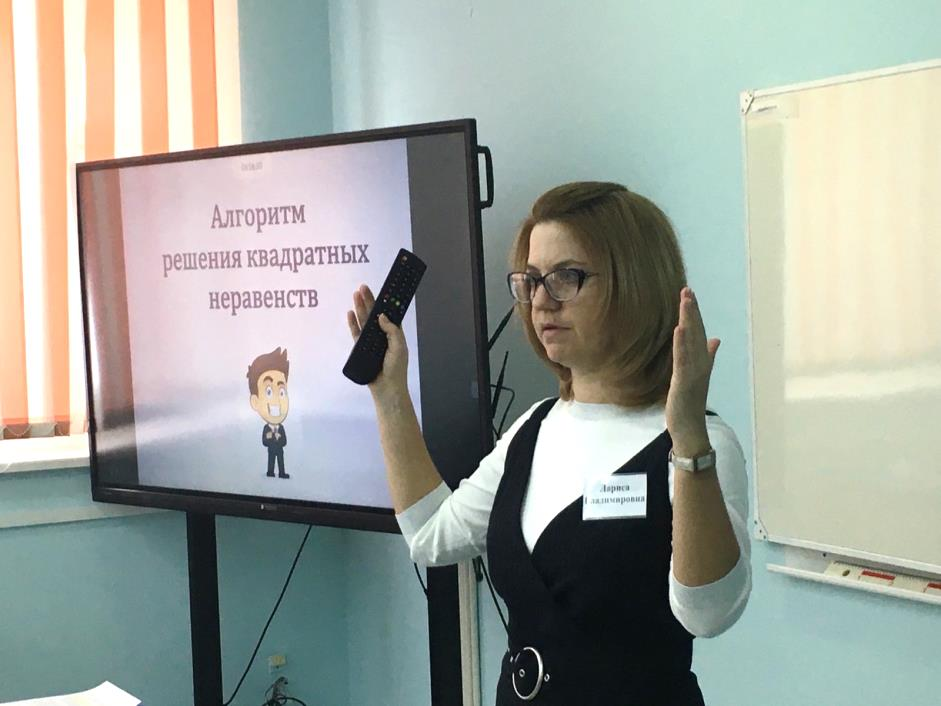 Алгоритм
решения квадратных
неравенств
Лариса
Владимировна